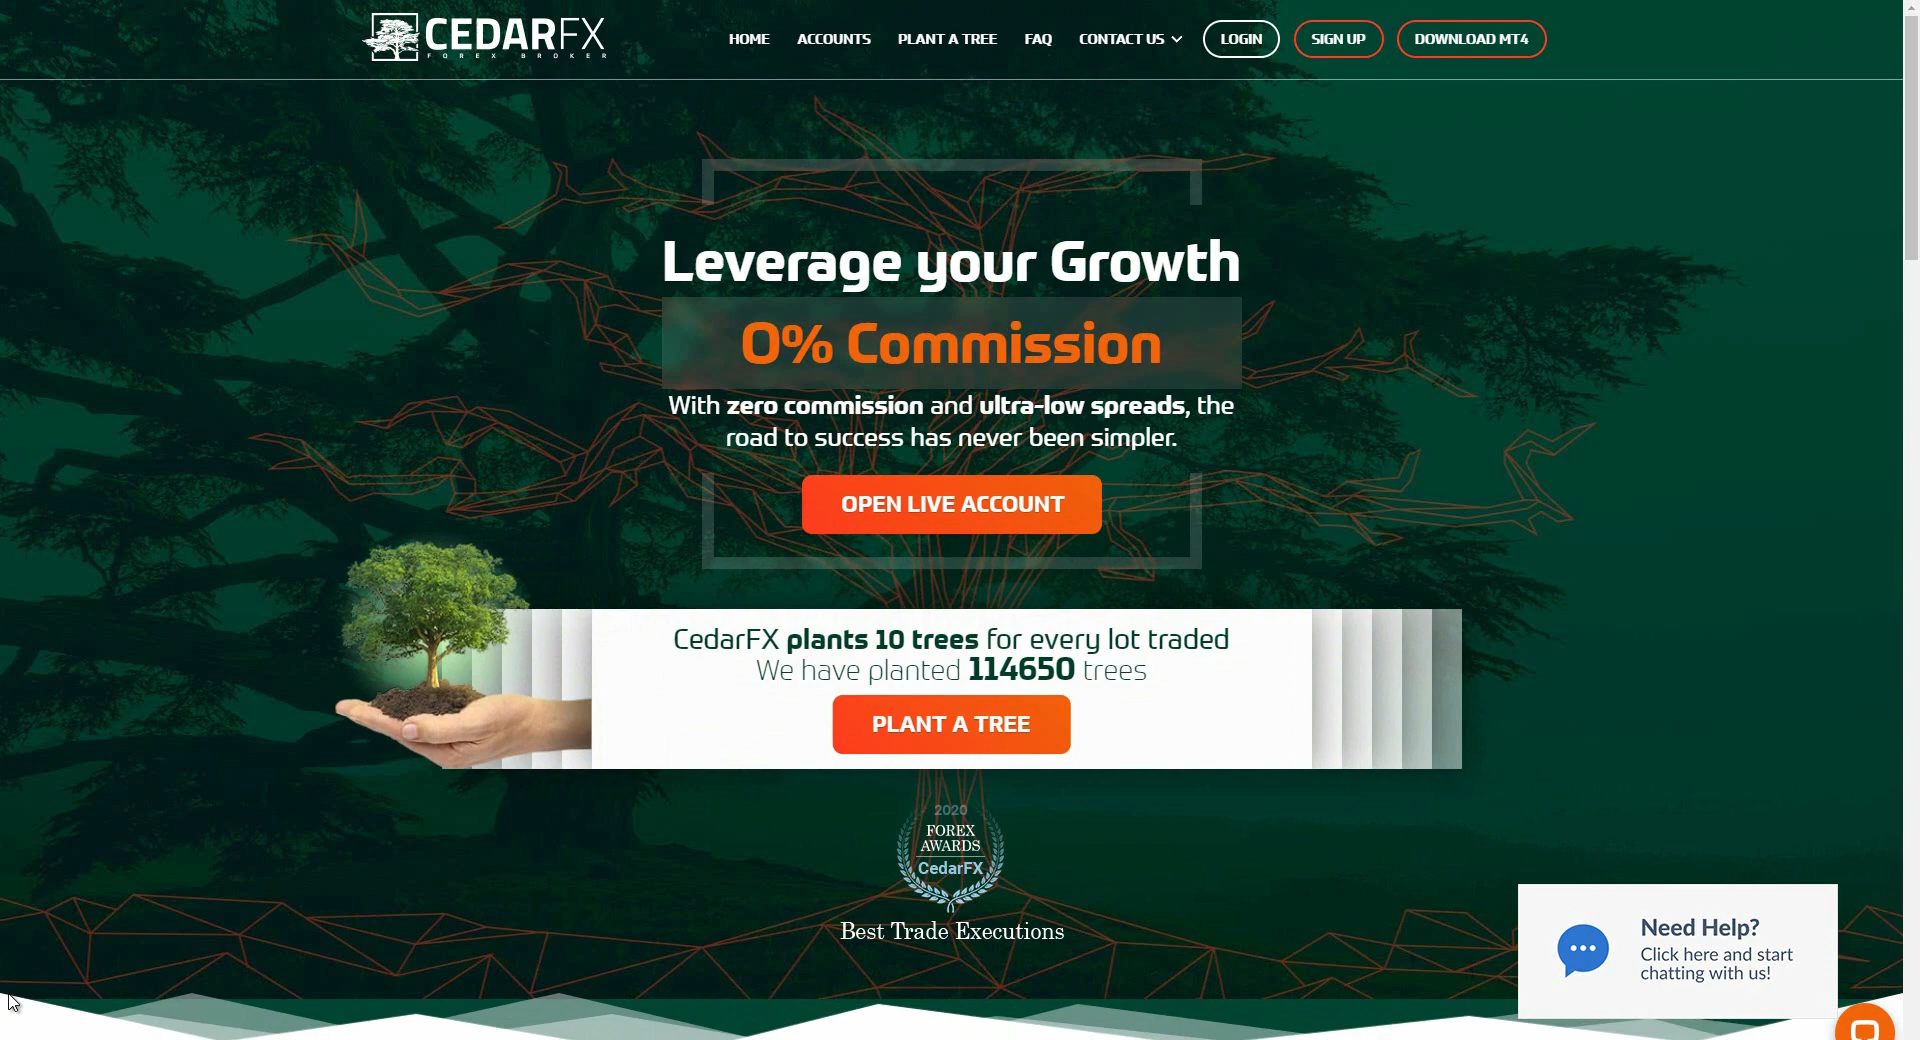 CEDARFX
FOREX BROKER
HOME
ACCOUNTS
PLANT A TREE
FAQ
CONTACT US
LOGIN
SIGN UP
DOWNLOAD MT4
Leverage your Growth
0% Commission
With zero commission and ultra-low spreads, the
road to success has never been simpler.
OPEN LIVE ACCOUNT
CedarFX plants 10 trees for every lot traded
We have planted 114650 trees
PLANT A TREE
2020
FOREX
AWARDS
CedarFX
Best Trade Executions
Need Help?
Click here and start
chatting with us!